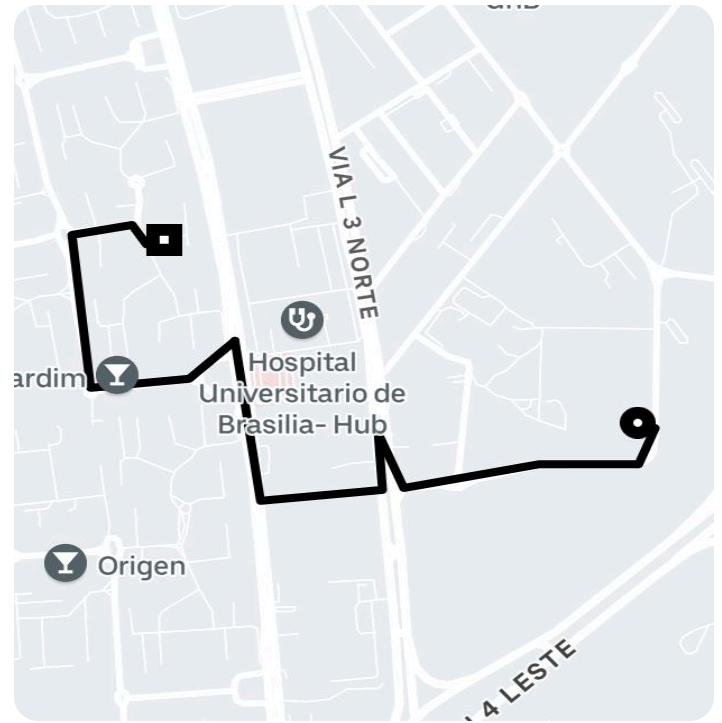 VIA L 3 NORTE
Hospital
Universitario de
Brasilia- Hub
ardim
Origen
L 4 LESTE